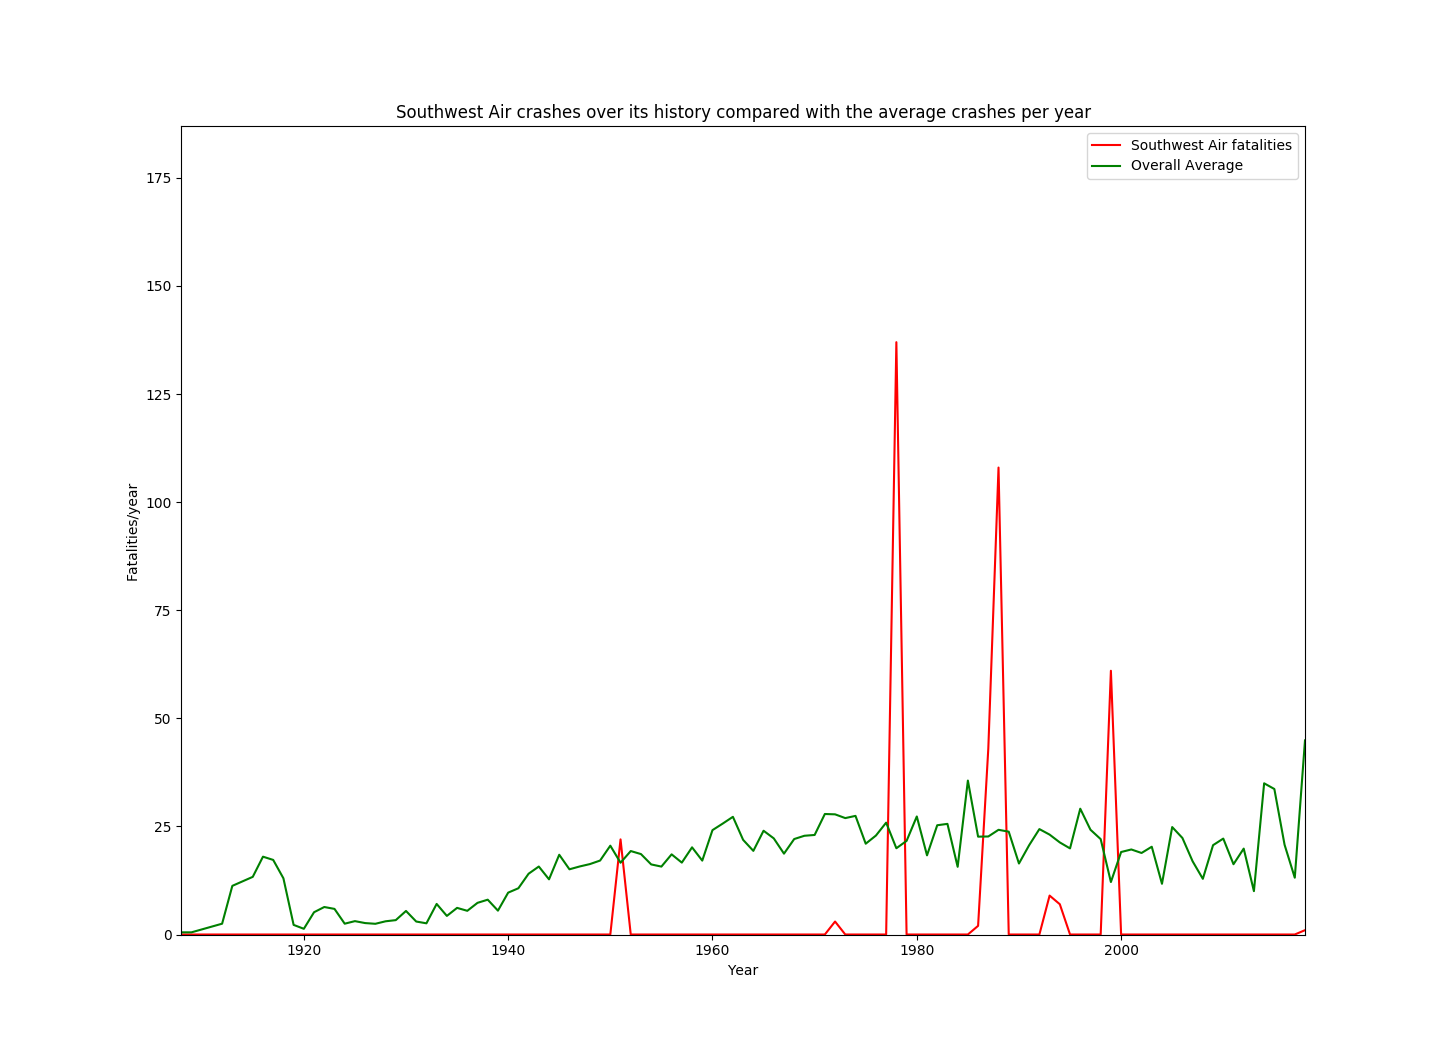 Southwest Air crashes over its history compared with the average crashes per year
Southwest Air fatalities
Overall Average
175
150
125
100
75
50
25
0
Fatalities/year
1920 1940 1960 1980 2000
Year